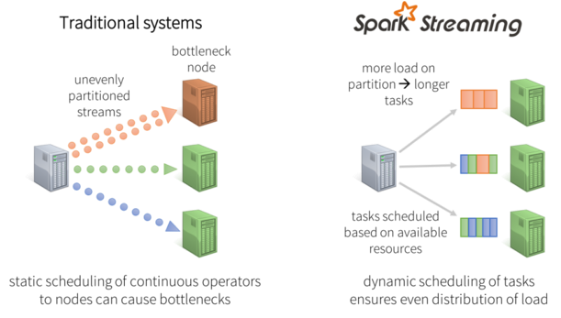 Traditional systems
bottleneck
node
unevenly
partitioned
streams
static scheduling of continuous operators
to nodes can cause bottlenecks
Spark Streaming
more load on
partition → longer
tasks
tasks scheduled
based on available
resources
dynamic scheduling of tasks
ensures even distribution of load